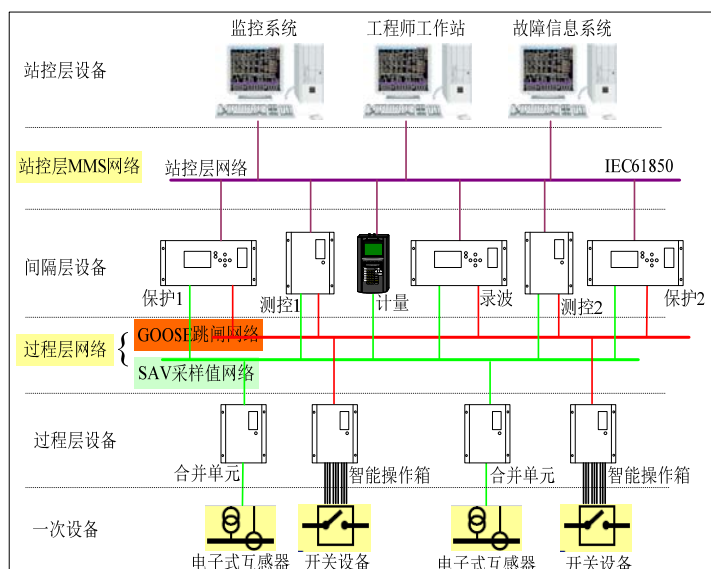 监控系统 工程师工作站 故障信息系统
站控层设备
站控层MMS网络 站控层网络 IEC61850
间隔层设备
保护1 测控1 计量 录波 测控2 保护2
过程层网络 { GOOSE跳闸网络
SAV采样值网络
过程层设备
合并单元 智能操作箱 合并单元 智能操作箱
一次设备
电子式互感器 开关设备 电子式互感器 开关设备